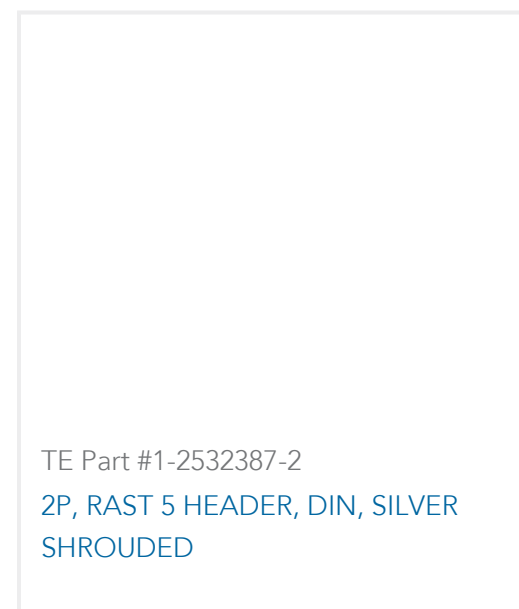 TE Part #1-2532387-2
2P, RAST 5 HEADER, DIN, SILVER
SHROUDED